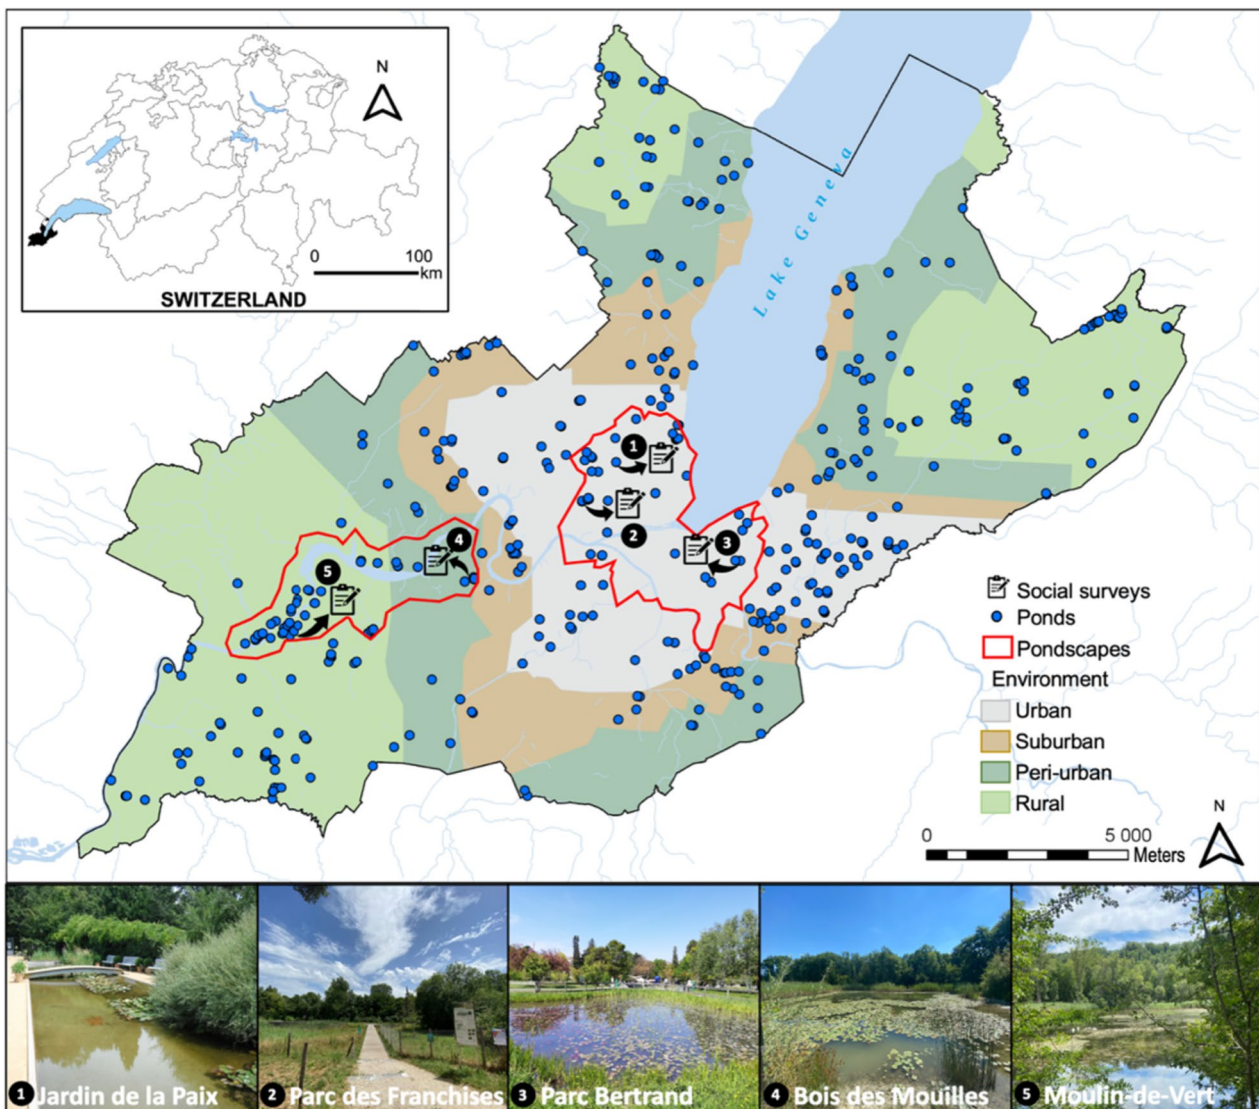 N
0 100
km
SWITZERLAND
Lake Geneva
1
2
3
4
5
Social surveys
Ponds
Pondscapes
Environment
Urban
Suburban
Peri-urban
Rural
N
0 5 000
Meters
1 Jardin de la Paix
2 Parc des Franchises
3 Parc Bertrand
4 Bois des Mouilles
5 Moulin-de-Vert